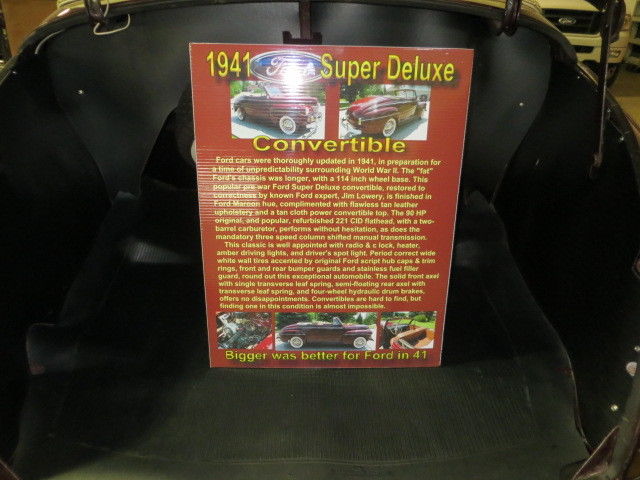 1941 Ford Super Deluxe
Convertible
Ford cars were thoroughly updated in 1941, in preparation for
a time of unpredictability surrounding World War II. The "fat"
Ford's chassis was longer, with a 114 inch wheel base. This
popular pre-war Ford Super Deluxe convertible, restored to
correctness by known Ford expert, Jim Lowery, is finished in
Ford Maroon hue, complimented with flawless tan leather
upholstery and a tan cloth power convertible top. The 90 HP
original, and popular, refurbished 221 CID flathead, with a two-
barrel carburetor, performs without hesitation, as does the
mandatory three speed column shifted manual transmission.
This classic is well appointed with radio & c lock, heater,
amber driving lights, and driver's spot light. Period correct wide
white wall tires accented by original Ford script hub caps & trim
rings, front and rear bumper guards and stainless fuel filler
guard, round out this exceptional automobile. The solid front axel
with single transverse leaf spring, semi-floating rear axel with
transverse leaf spring, and four-wheel hydraulic drum brakes,
offers no disappointments. Convertibles are hard to find, but
finding one in this condition is almost impossible.
Bigger was better for Ford in 41